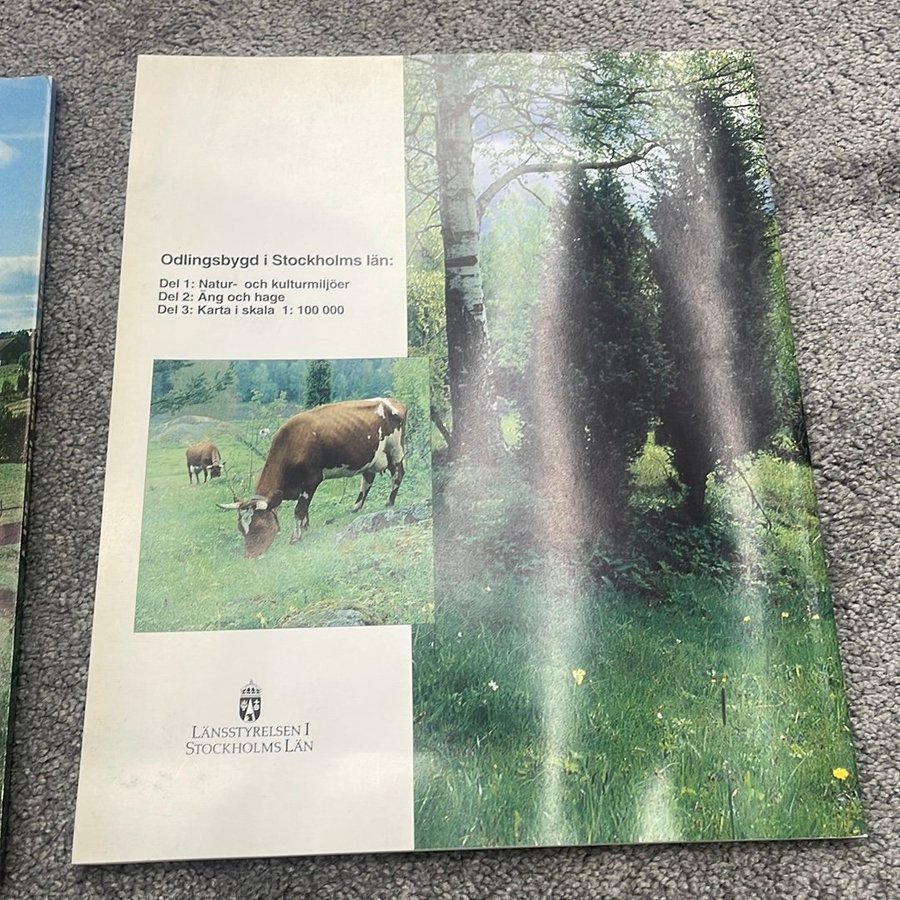 Odlingsbygd i Stockholms län:
Del 1: Natur- och kulturmiljöer
Del 2: Äng och hage
Del 3: Karta i skala 1: 100 000
LÄNSSTYRELSEN I
STOCKHOLMS LÄN